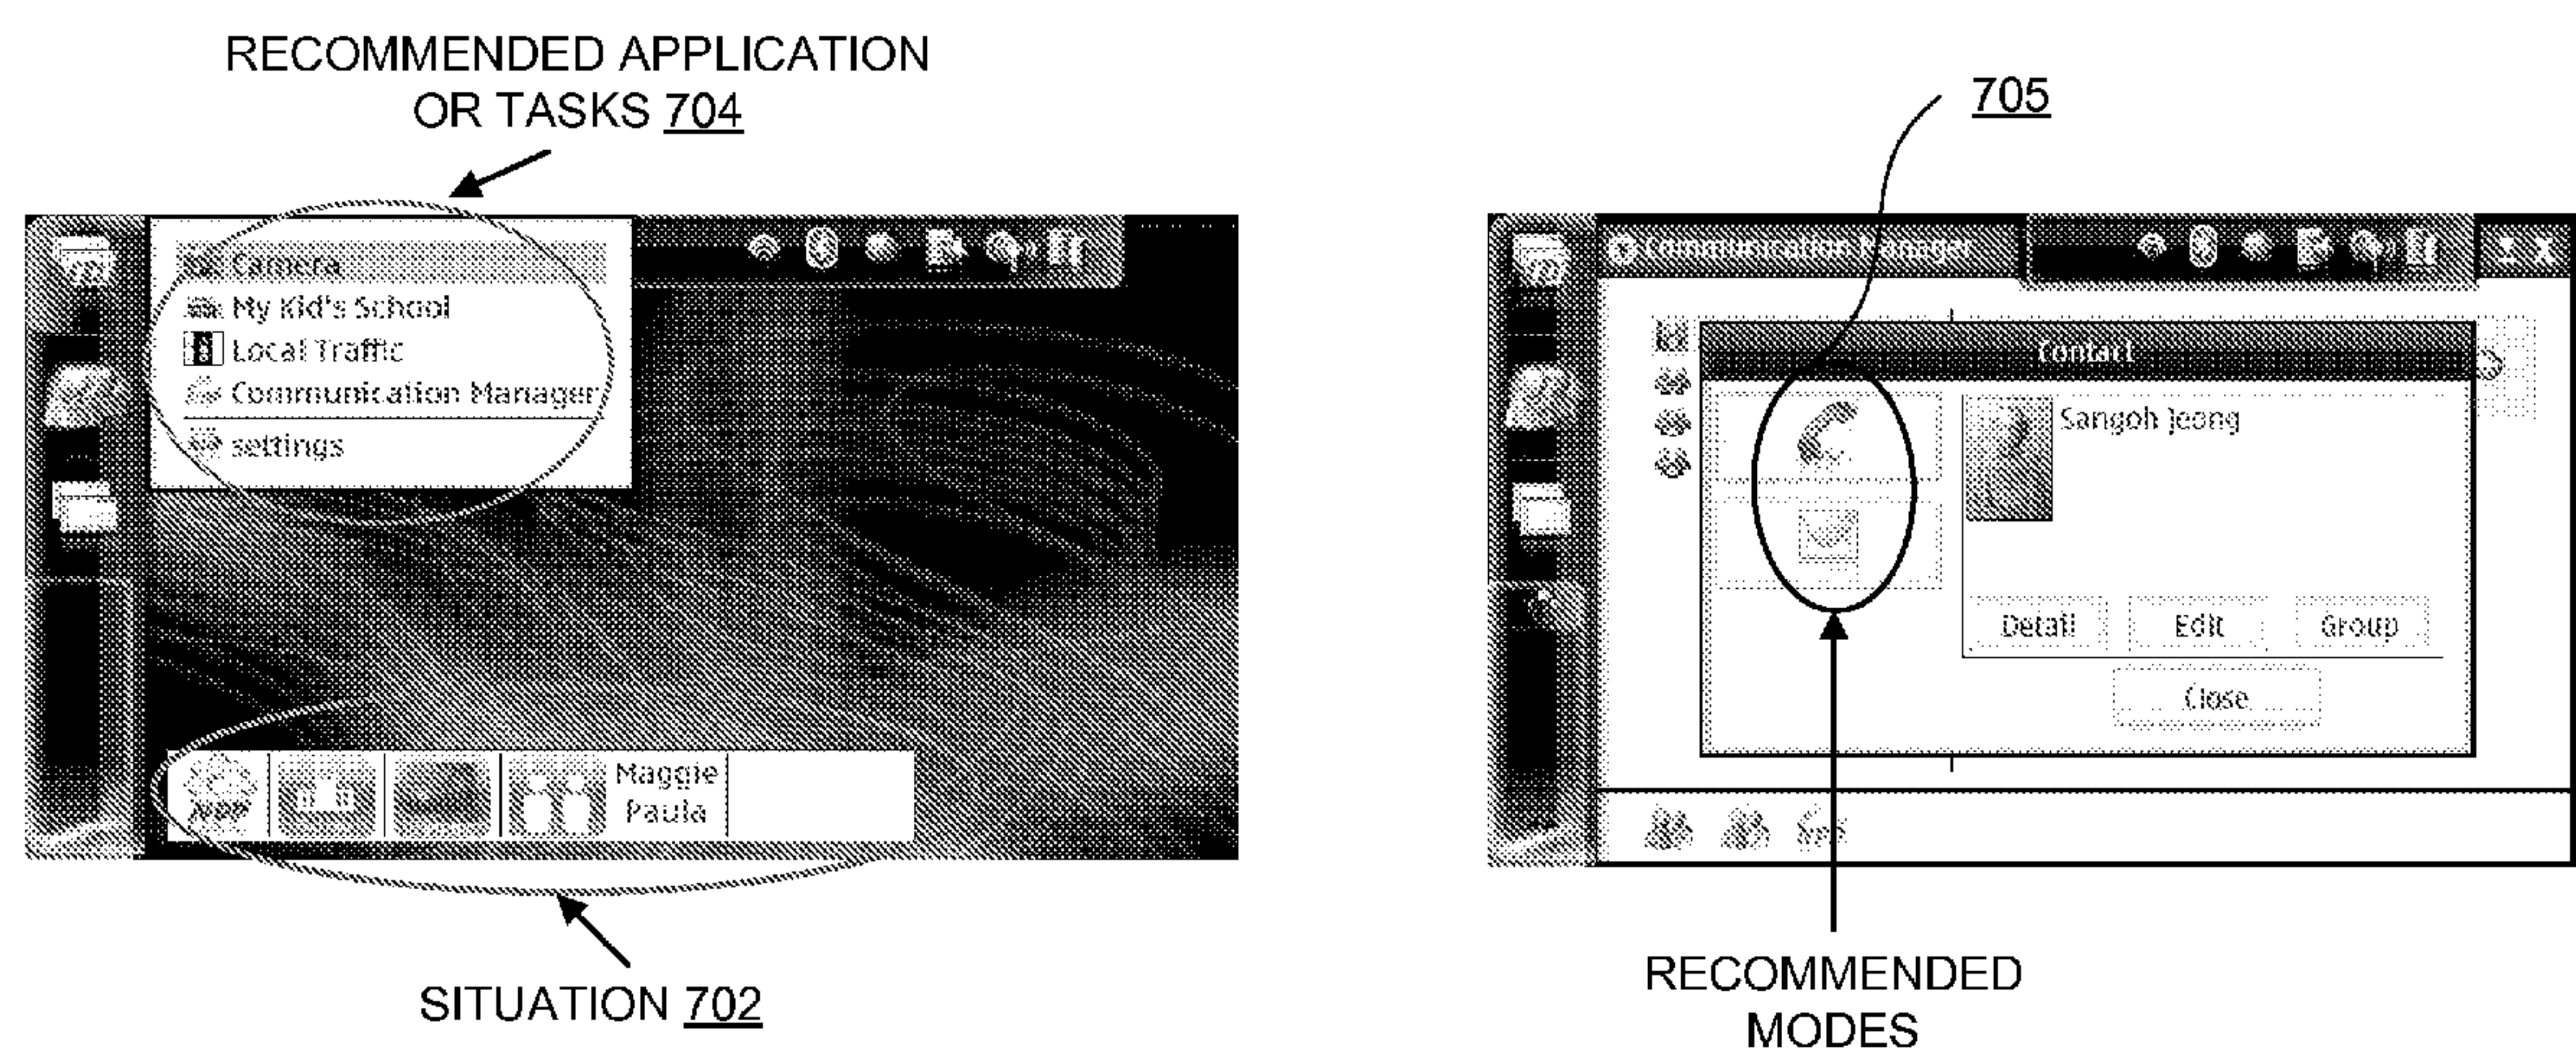 RECOMMENDED APPLICATION
OR TASKS 704
Camera
My Kid's School
Local Traffic
Communication Manager
settings
Maggie
Paula
SITUATION 702
705
Communication Manager
X
Contact
Sangoh Jeong
Detail
Edit
Group
Close
RECOMMENDED
MODES